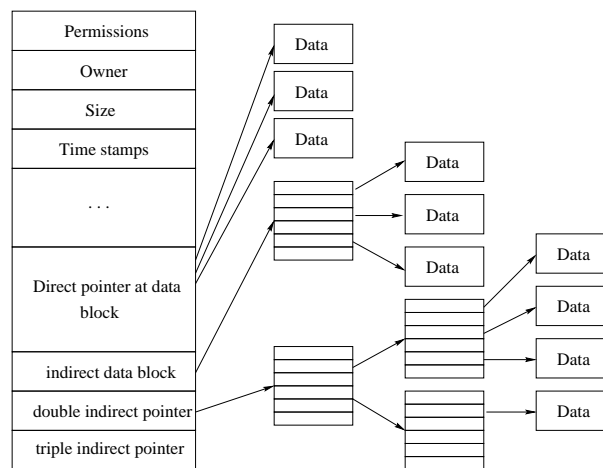 Permissions
Owner
Size
Time stamps
. . .
Direct pointer at data
block
indirect data block
double indirect pointer
triple indirect pointer
Data
Data
Data
Data
Data
Data
Data
Data
Data
Data